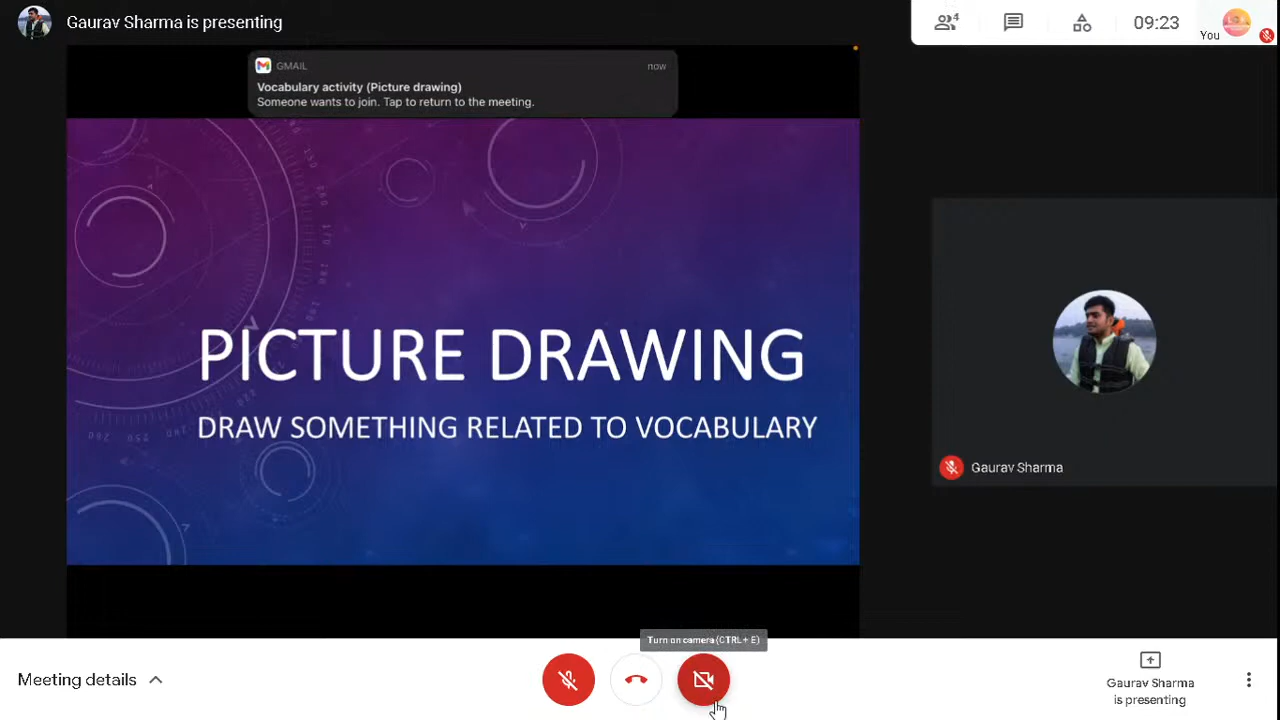 Gaurav Sharma is presenting
4
09:23
You
GMAIL
now
Vocabulary activity (Picture drawing)
Someone wants to join. Tap to return to the meeting.
PICTURE DRAWING
DRAW SOMETHING RELATED TO VOCABULARY
Gaurav Sharma
Turn on camera (CTRL + E)
Meeting details
Gaurav Sharma
is presenting